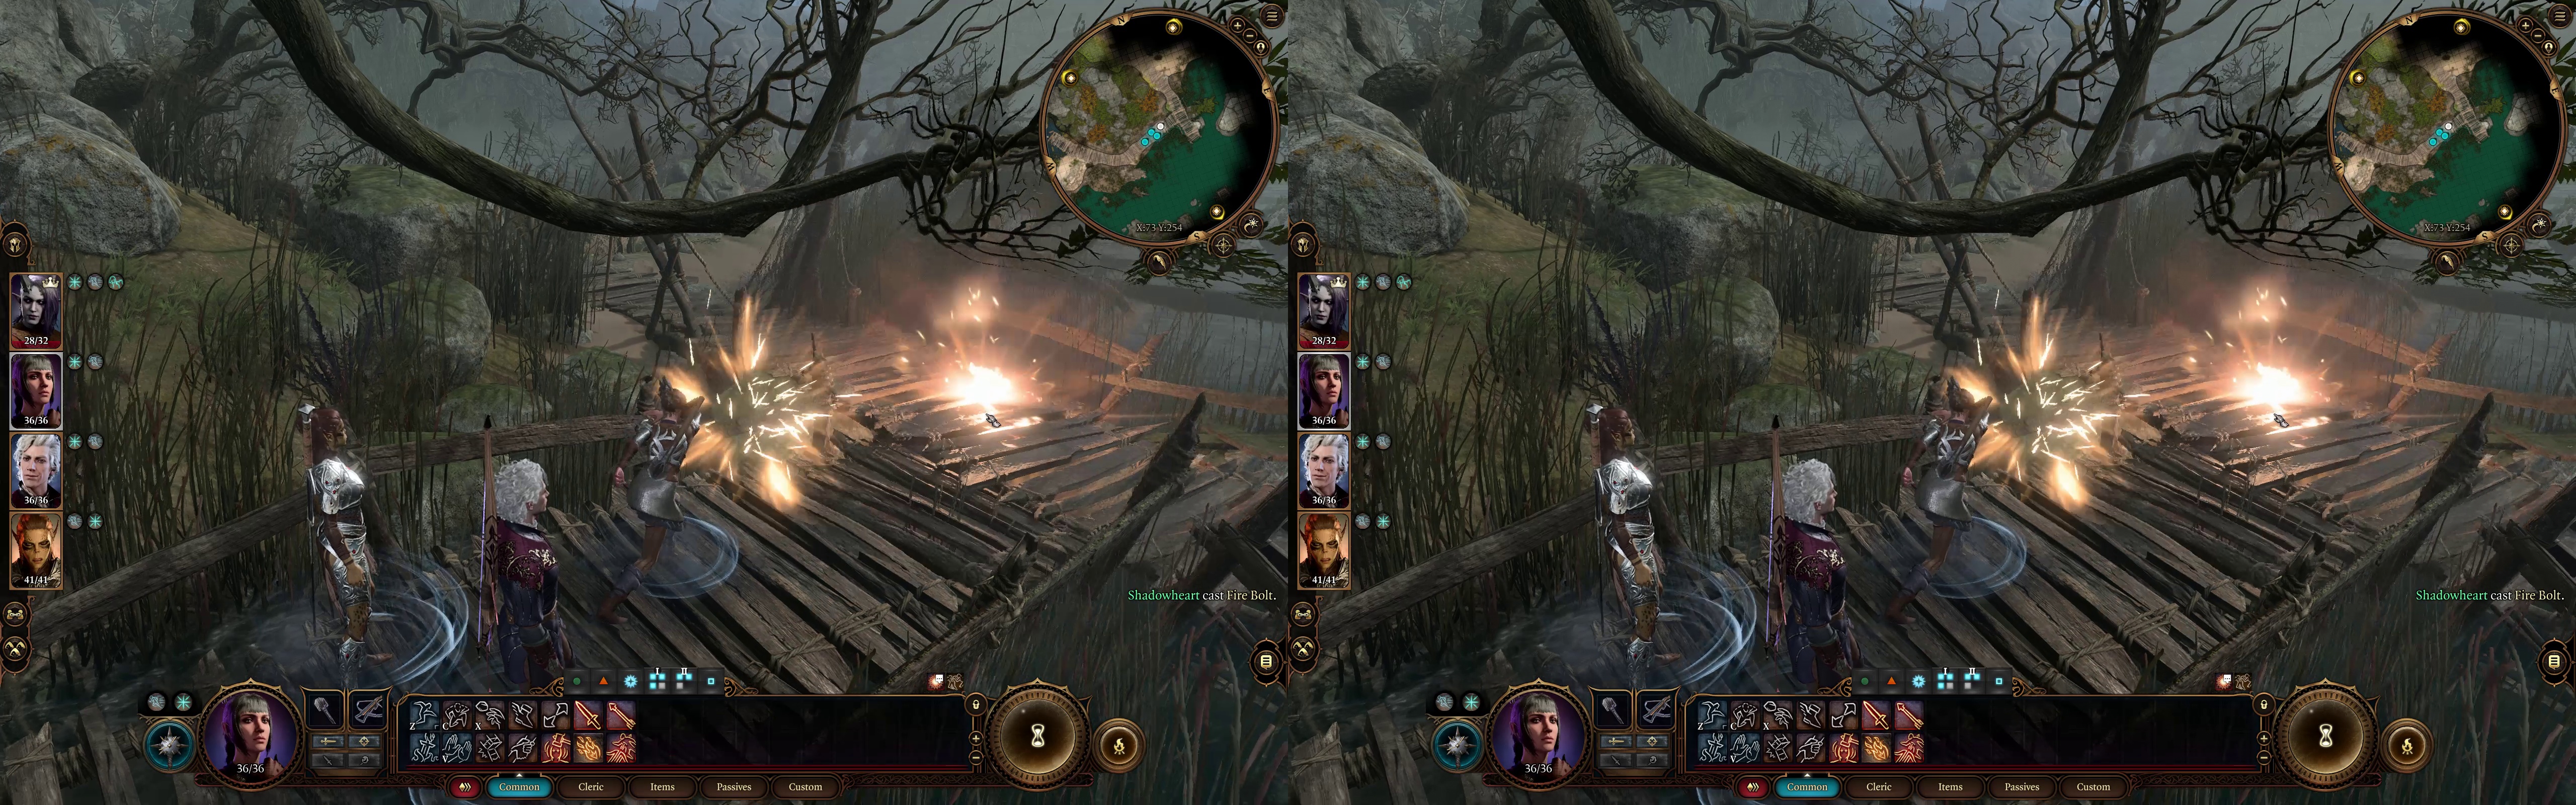 N
X:73 Y:254
S
28/32
36/36
36/36
41/41
Shadowheart cast Fire Bolt.
I II
36/36
Z C X
V
Common Cleric Items Passives Custom
N
X:73 Y:254
S
28/32
36/36
36/36
41/41
Shadowheart cast Fire Bolt.
I II
36/36
Z C X
V
Common Cleric Items Passives Custom